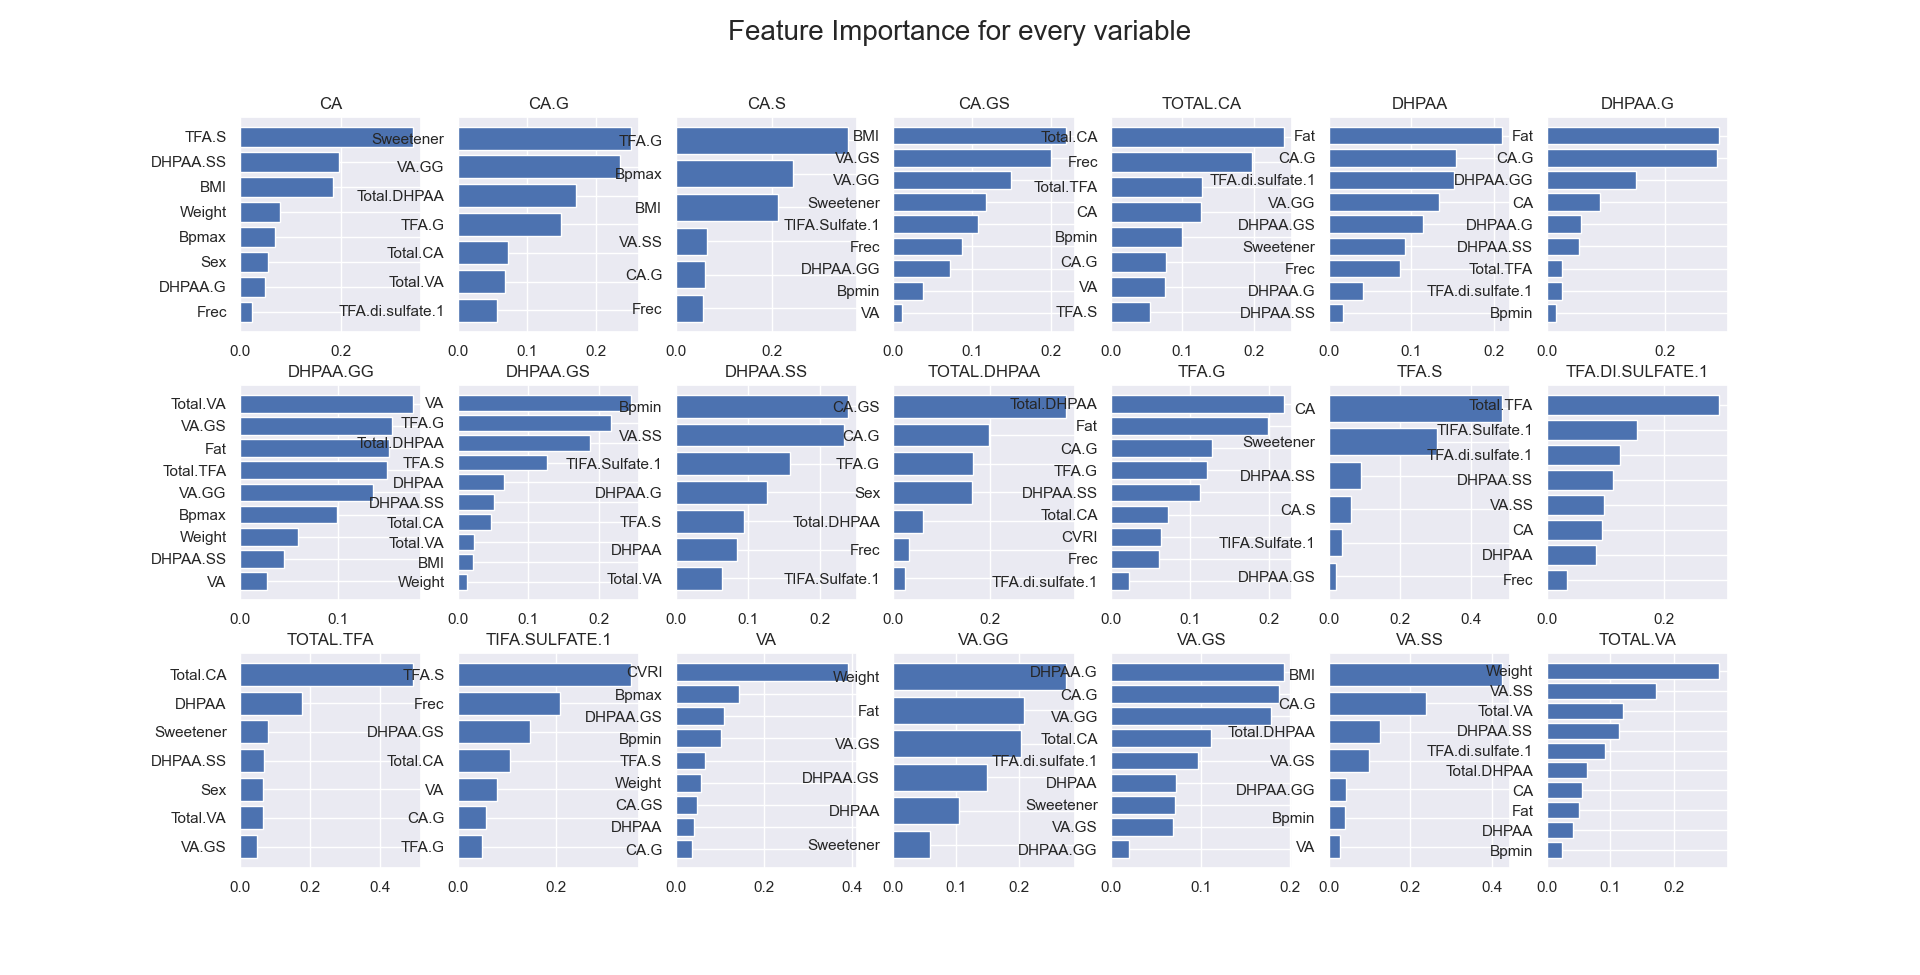 Feature Importance for every variable
CA
TFA.S
DHPAA.SS
BMI
Weight
Bpmax
Sex
DHPAA.G
Frec
0.0 0.2
CA.G
Sweetener
VA.GG
Total.DHPAA
TFA.G
Total.CA
Total.VA
TFA.di.sulfate.1
0.0 0.1 0.2
CA.S
TFA.G
Bpmax
BMI
VA.SS
CA.G
Frec
0.0 0.2
CA.GS
BMI
VA.GS
VA.GG
Sweetener
TIFA.Sulfate.1
Frec
DHPAA.GG
Bpmin
VA
0.0 0.1 0.2
TOTAL.CA
Total.CA
Frec
Total.TFA
CA
Bpmin
CA.G
VA
TFA.S
0.0 0.1 0.2
DHPAA
Fat
CA.G
TFA.di.sulfate.1
VA.GG
DHPAA.GS
Sweetener
Frec
DHPAA.G
DHPAA.SS
0.0 0.1 0.2
DHPAA.G
Fat
CA.G
DHPAA.GG
CA
DHPAA.G
DHPAA.SS
Total.TFA
TFA.di.sulfate.1
Bpmin
0.0 0.2
DHPAA.GG
Total.VA
VA.GS
Fat
Total.TFA
VA.GG
Bpmax
Weight
DHPAA.SS
VA
0.0 0.1
DHPAA.GS
VA
TFA.G
Total.DHPAA
TFA.S
DHPAA
DHPAA.SS
Total.CA
Total.VA
BMI
Weight
0.0 0.1 0.2
DHPAA.SS
Bpmin
VA.SS
TIFA.Sulfate.1
DHPAA.G
TFA.S
DHPAA
Total.VA
0.0 0.1 0.2
TOTAL.DHPAA
CA.GS
CA.G
TFA.G
Sex
Total.DHPAA
Frec
TIFA.Sulfate.1
0.0 0.2
TFA.G
Total.DHPAA
Fat
CA.G
TFA.G
DHPAA.SS
Total.CA
CVRI
Frec
TFA.di.sulfate.1
0.0 0.1 0.2
TFA.S
CA
Sweetener
DHPAA.SS
CA.S
TIFA.Sulfate.1
DHPAA.GS
0.0 0.2 0.4
TFA.DI.SULFATE.1
Total.TFA
TIFA.Sulfate.1
TFA.di.sulfate.1
DHPAA.SS
VA.SS
CA
DHPAA
Frec
0.0 0.2
TOTAL.TFA
Total.CA
DHPAA
Sweetener
DHPAA.SS
Sex
Total.VA
VA.GS
0.0 0.2 0.4
TIFA.SULFATE.1
TFA.S
Frec
DHPAA.GS
Total.CA
VA
CA.G
TFA.G
0.0 0.2
VA
CVRI
Bpmax
DHPAA.GS
Bpmin
TFA.S
Weight
CA.GS
DHPAA
CA.G
0.0 0.2 0.4
VA.GG
Weight
Fat
VA.GS
DHPAA.GS
DHPAA
Sweetener
0.0 0.1 0.2
VA.GS
DHPAA.G
CA.G
VA.GG
Total.CA
TFA.di.sulfate.1
DHPAA
Sweetener
VA.GS
DHPAA.GG
0.0 0.1 0.2
VA.SS
BMI
CA.G
Total.DHPAA
VA.GS
DHPAA.GG
Bpmin
VA
0.0 0.2 0.4
TOTAL.VA
Weight
VA.SS
Total.VA
DHPAA.SS
TFA.di.sulfate.1
Total.DHPAA
CA
Fat
DHPAA
Bpmin
0.0 0.1 0.2